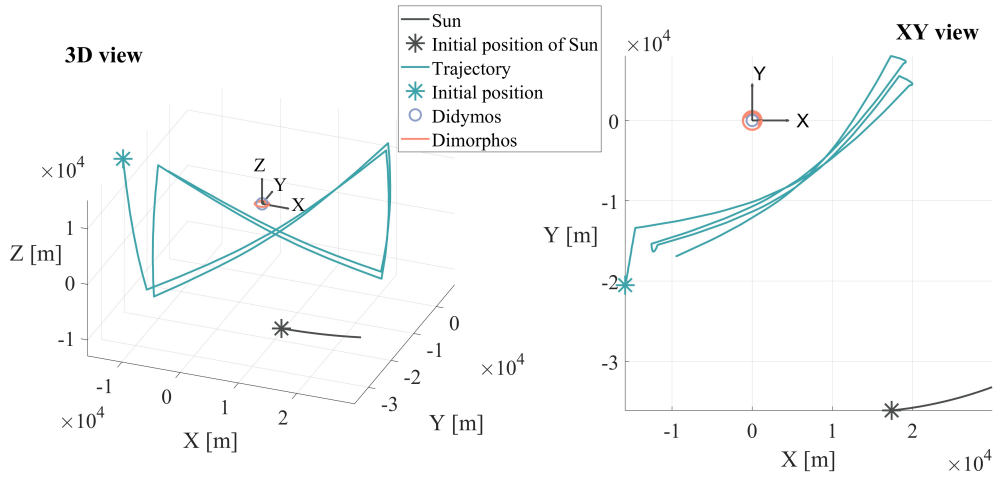 3D view
Sun
Initial position of Sun
Trajectory
Initial position
Didymos
Dimorphos
XY view
×10⁴
Z [m]
1
0
-1
Z
Y
X
-1
0
1
2
×10⁴
X [m]
0
-1
-2
-3
×10⁴
Y [m]
×10⁴
0
-1
-2
-3
Y [m]
Y
X
-1
0
1
2
×10⁴
X [m]